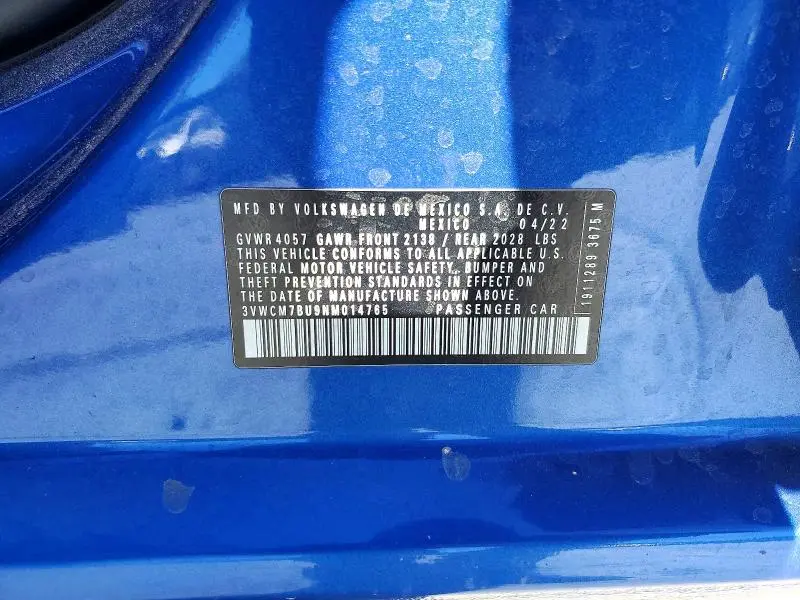 MFD BY VOLKSWAGEN DE MEXICO S.A. DE C.V.
MEXICO 04/22
GVWR 4057 GAWR FRONT 2138 / REAR 2028 LBS
THIS VEHICLE CONFORMS TO ALL APPLICABLE U.S.
FEDERAL MOTOR VEHICLE SAFETY, BUMPER AND
THEFT PREVENTION STANDARDS IN EFFECT ON
THE DATE OF MANUFACTURE SHOWN ABOVE.
3VWCM7BU9NM014765 PASSENGER CAR
1911289 3675 M